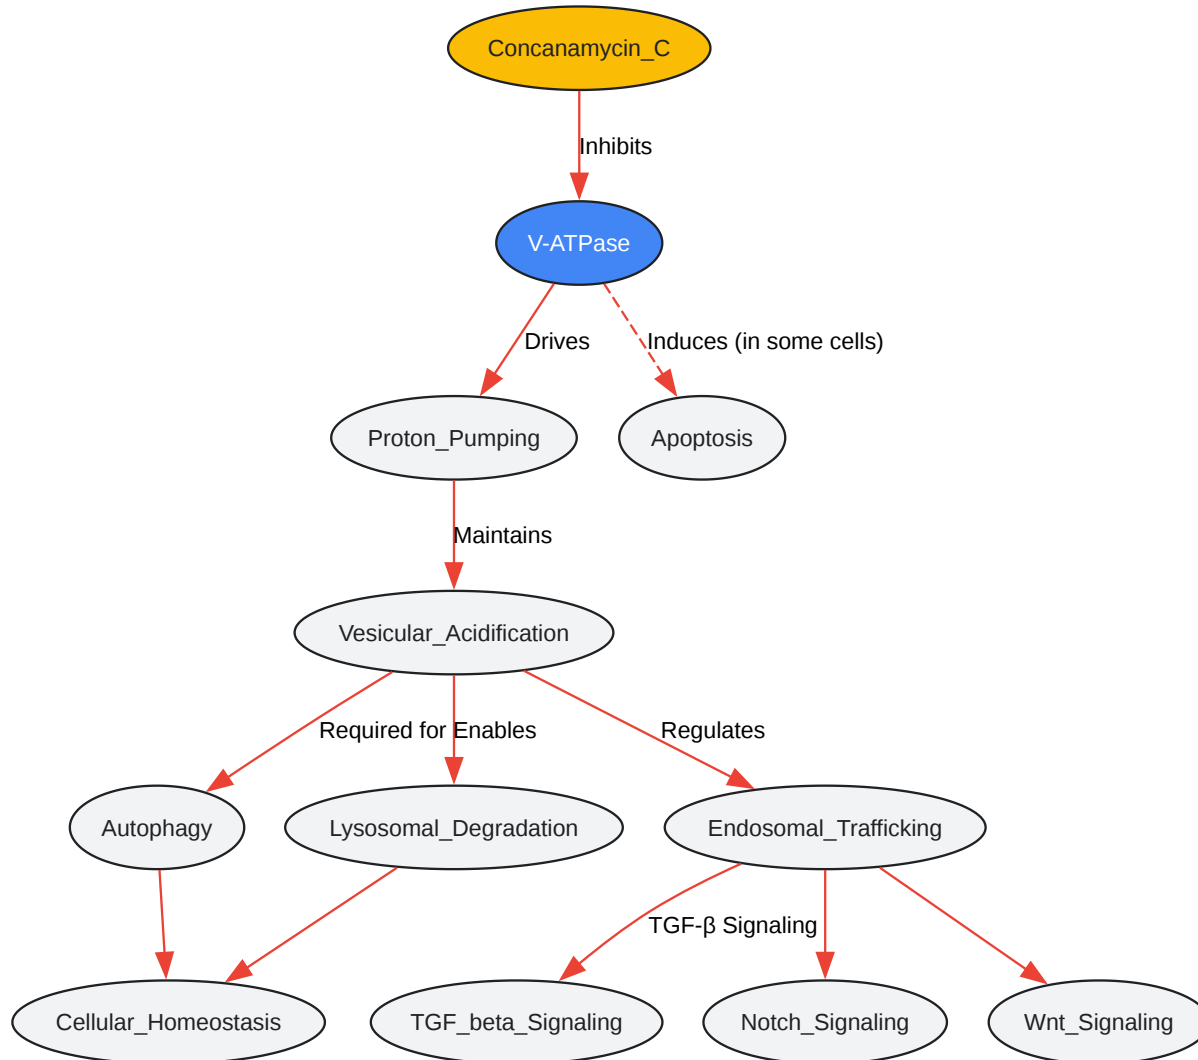 Concanamycin_C
Inhibits
V-ATPase
Drives
Induces (in some cells)
Proton_Pumping
Apoptosis
Maintains
Vesicular_Acidification
Required for
Enables
Regulates
Autophagy
Lysosomal_Degradation
Endosomal_Trafficking
TGF-β Signaling
Cellular_Homeostasis
TGF_beta_Signaling
Notch_Signaling
Wnt_Signaling